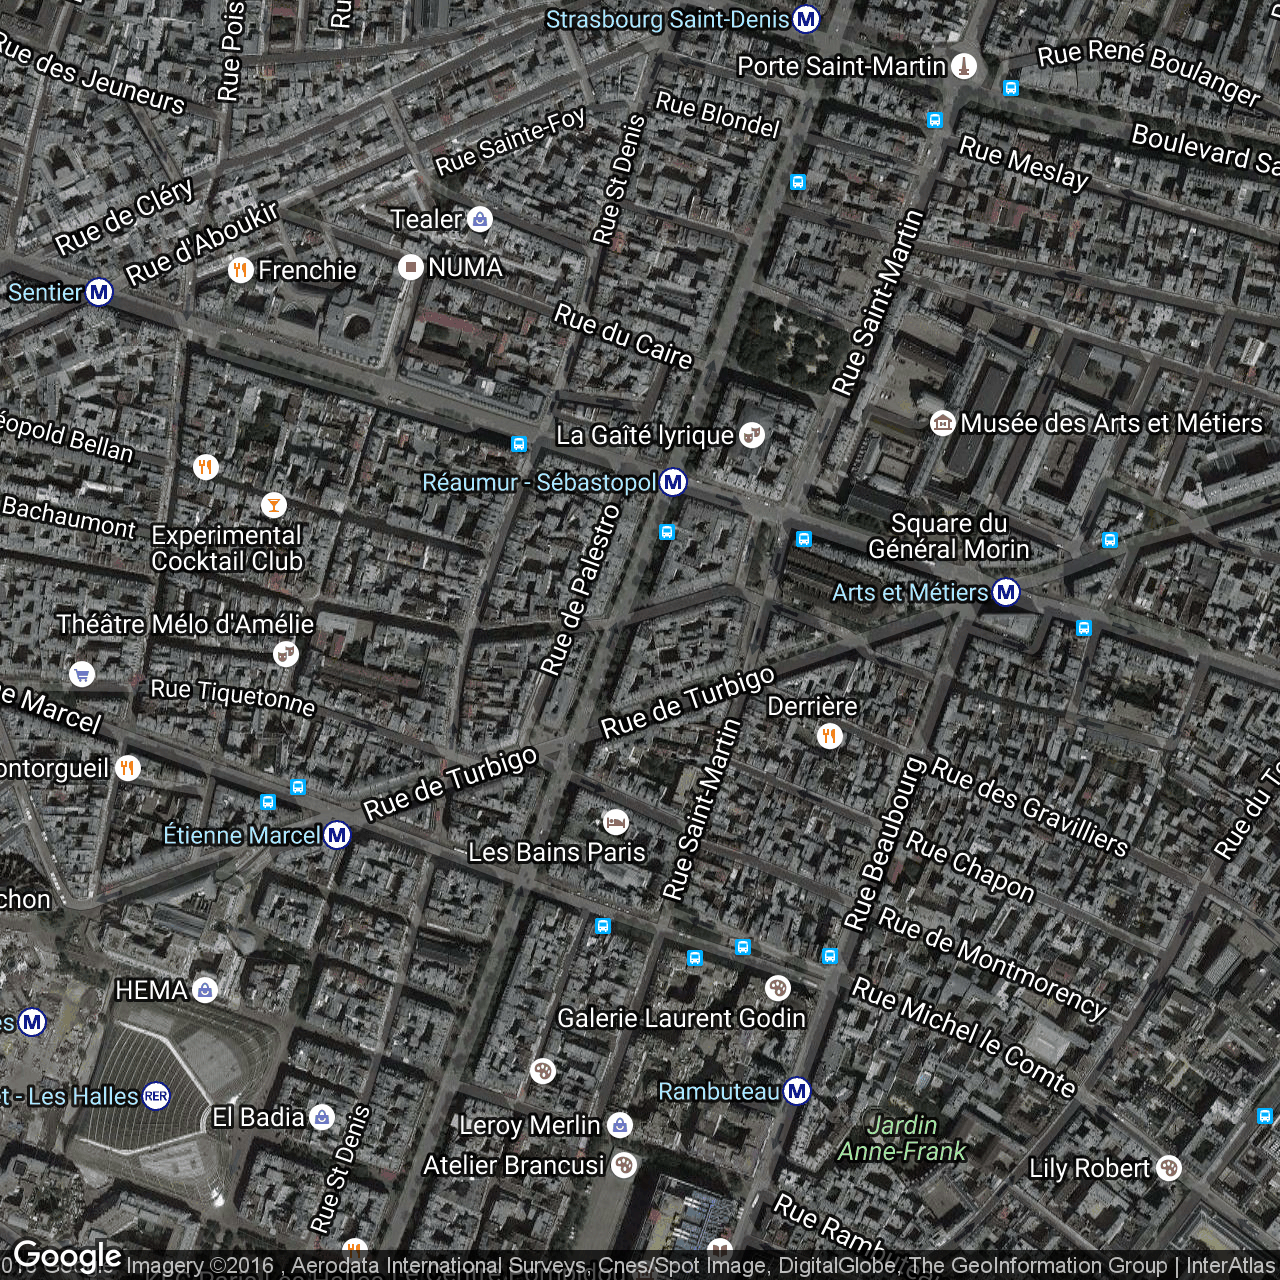 Strasbourg Saint-Denis
Porte Saint-Martin
Rue René Boulanger
Rue des Jeuneurs
Rue Pois
Ru
Rue Blondel
Boulevard Sa
Rue Sainte-Foy
Rue St Denis
Rue Meslay
Rue de Cléry
Rue d'Aboukir
Tealer
Frenchie
NUMA
Sentier
Rue Saint-Martin
Rue du Caire
éopold Bellan
La Gaîté lyrique
Musée des Arts et Métiers
Réaumur - Sébastopol
Bachaumont
Experimental
Cocktail Club
Square du
Général Morin
Rue de Palestro
Arts et Métiers
Théâtre Mélo d'Amélie
Rue Tiquetonne
ue Marcel
Rue de Turbigo
Derrière
ontorgueil
Rue de Turbigo
Rue Saint-Martin
Rue des Gravilliers
Rue du Te
Étienne Marcel
Les Bains Paris
Rue Beaubourg
Rue Chapon
chon
Rue de Montmorency
HEMA
Galerie Laurent Godin
Rue Michel le Comte
es
et - Les Halles
RER
El Badia
Rambuteau
Leroy Merlin
Atelier Brancusi
Jardin
Anne-Frank
Lily Robert
Rue St Denis
Rue Rambu
Google
Imagery ©2016 , Aerodata International Surveys, Cnes/Spot Image, DigitalGlobe, The GeoInformation Group | InterAtlas